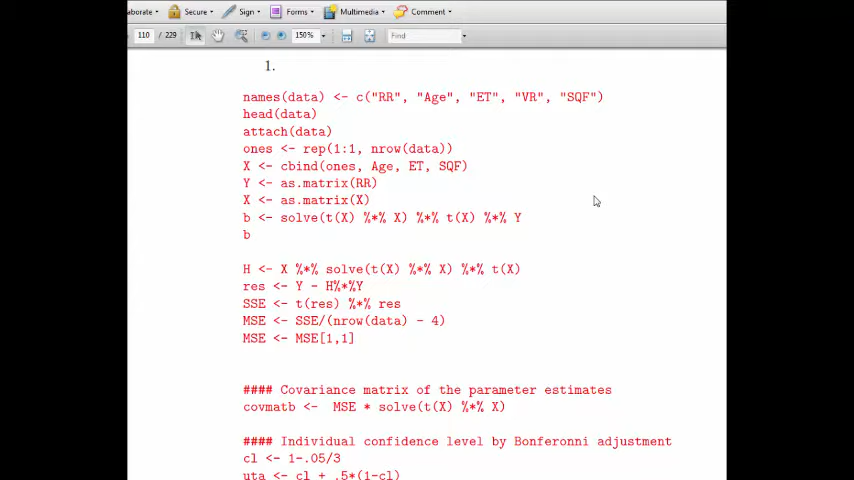 aborate Secure Sign Forms Multimedia Comment
110 / 229 150% Find
1.
names(data) <- c("RR", "Age", "ET", "VR", "SQF")
head(data)
attach(data)
ones <- rep(1:1, nrow(data))
X <- cbind(ones, Age, ET, SQF)
Y <- as.matrix(RR)
X <- as.matrix(X)
b <- solve(t(X) %*% X) %*% t(X) %*% Y
b
H <- X %*% solve(t(X) %*% X) %*% t(X)
res <- Y - H%*%Y
SSE <- t(res) %*% res
MSE <- SSE/(nrow(data) - 4)
MSE <- MSE[1,1]
#### Covariance matrix of the parameter estimates
covmatb <- MSE * solve(t(X) %*% X)
#### Individual confidence level by Bonferonni adjustment
cl <- 1-.05/3
uta <- cl + .5*(1-cl)